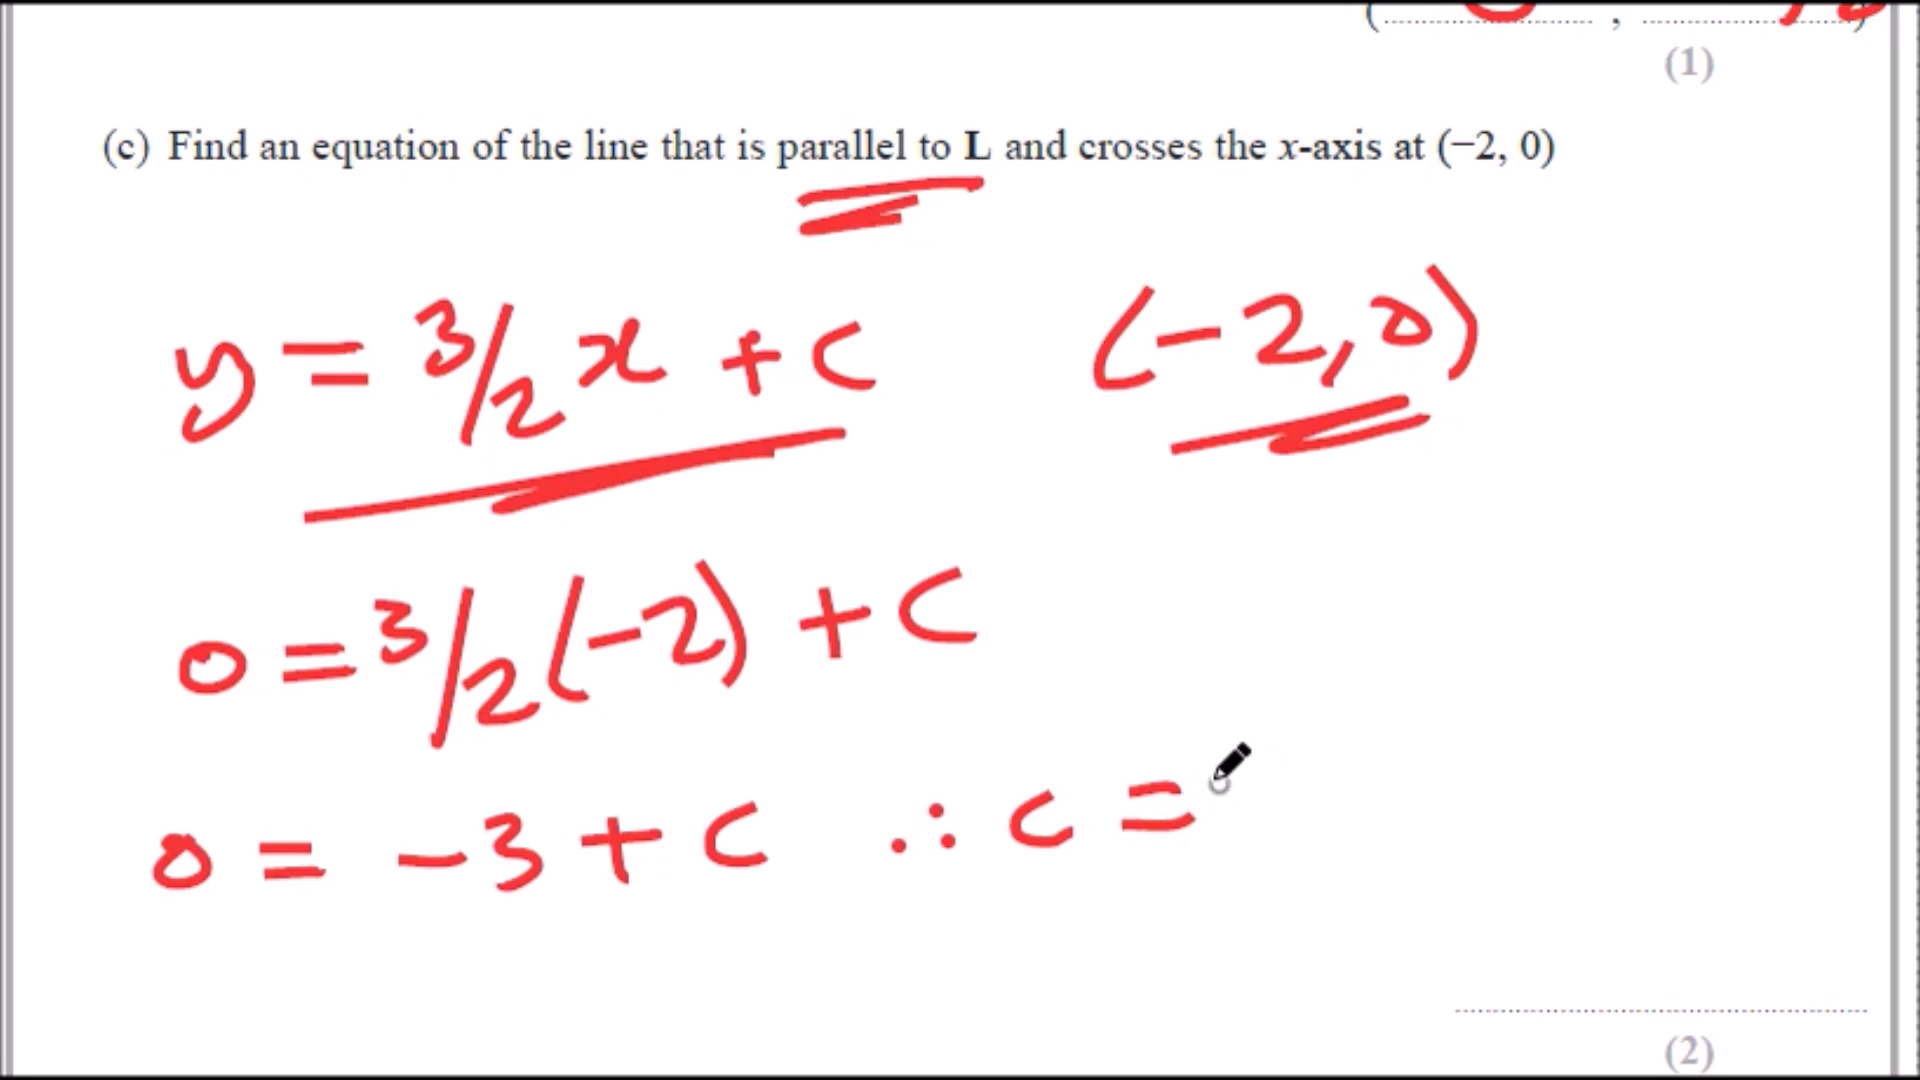 ( , )
(1)
(c) Find an equation of the line that is parallel to L and crosses the x-axis at (−2, 0)
y = 3/2 x + c (-2,0)
0 = 3/2 (-2) + c
0 = -3 + c ∴ c =
(2)